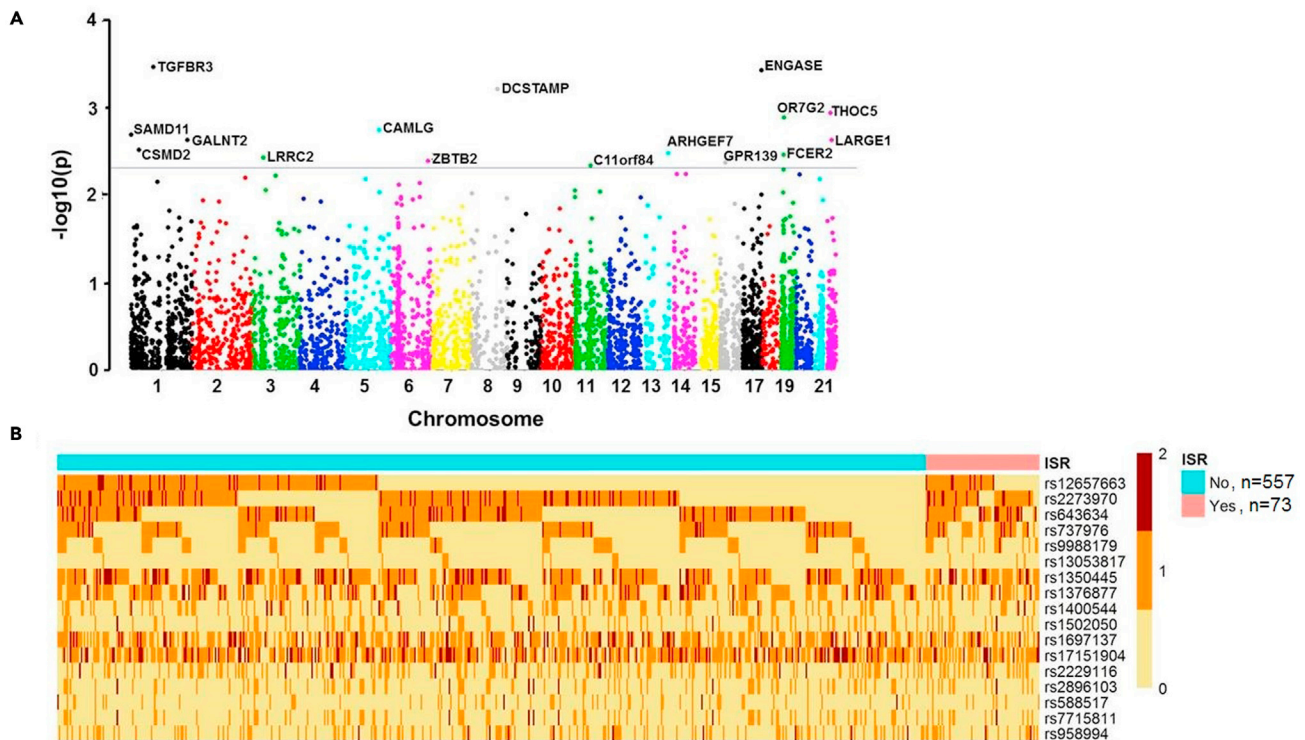 A
4
3
2
1
0
-log10(p)
TGFBR3
SAMD11
GALNT2
CSMD2
LRRC2
CAMLG
ZBTB2
DCSTAMP
C11orf84
ARHGEF7
GPR139
ENGASE
OR7G2
THOC5
LARGE1
FCER2
1 2 3 4 5 6 7 8 9 10 11 12 13 14 15 17 19 21
Chromosome
B
ISR
rs12657663
rs2273970
rs643634
rs737976
rs9988179
rs13053817
rs1350445
rs1376877
rs1400544
rs1502050
rs1697137
rs17151904
rs2229116
rs2896103
rs588517
rs7715811
rs958994
2
1
0
ISR
No, n=557
Yes, n=73